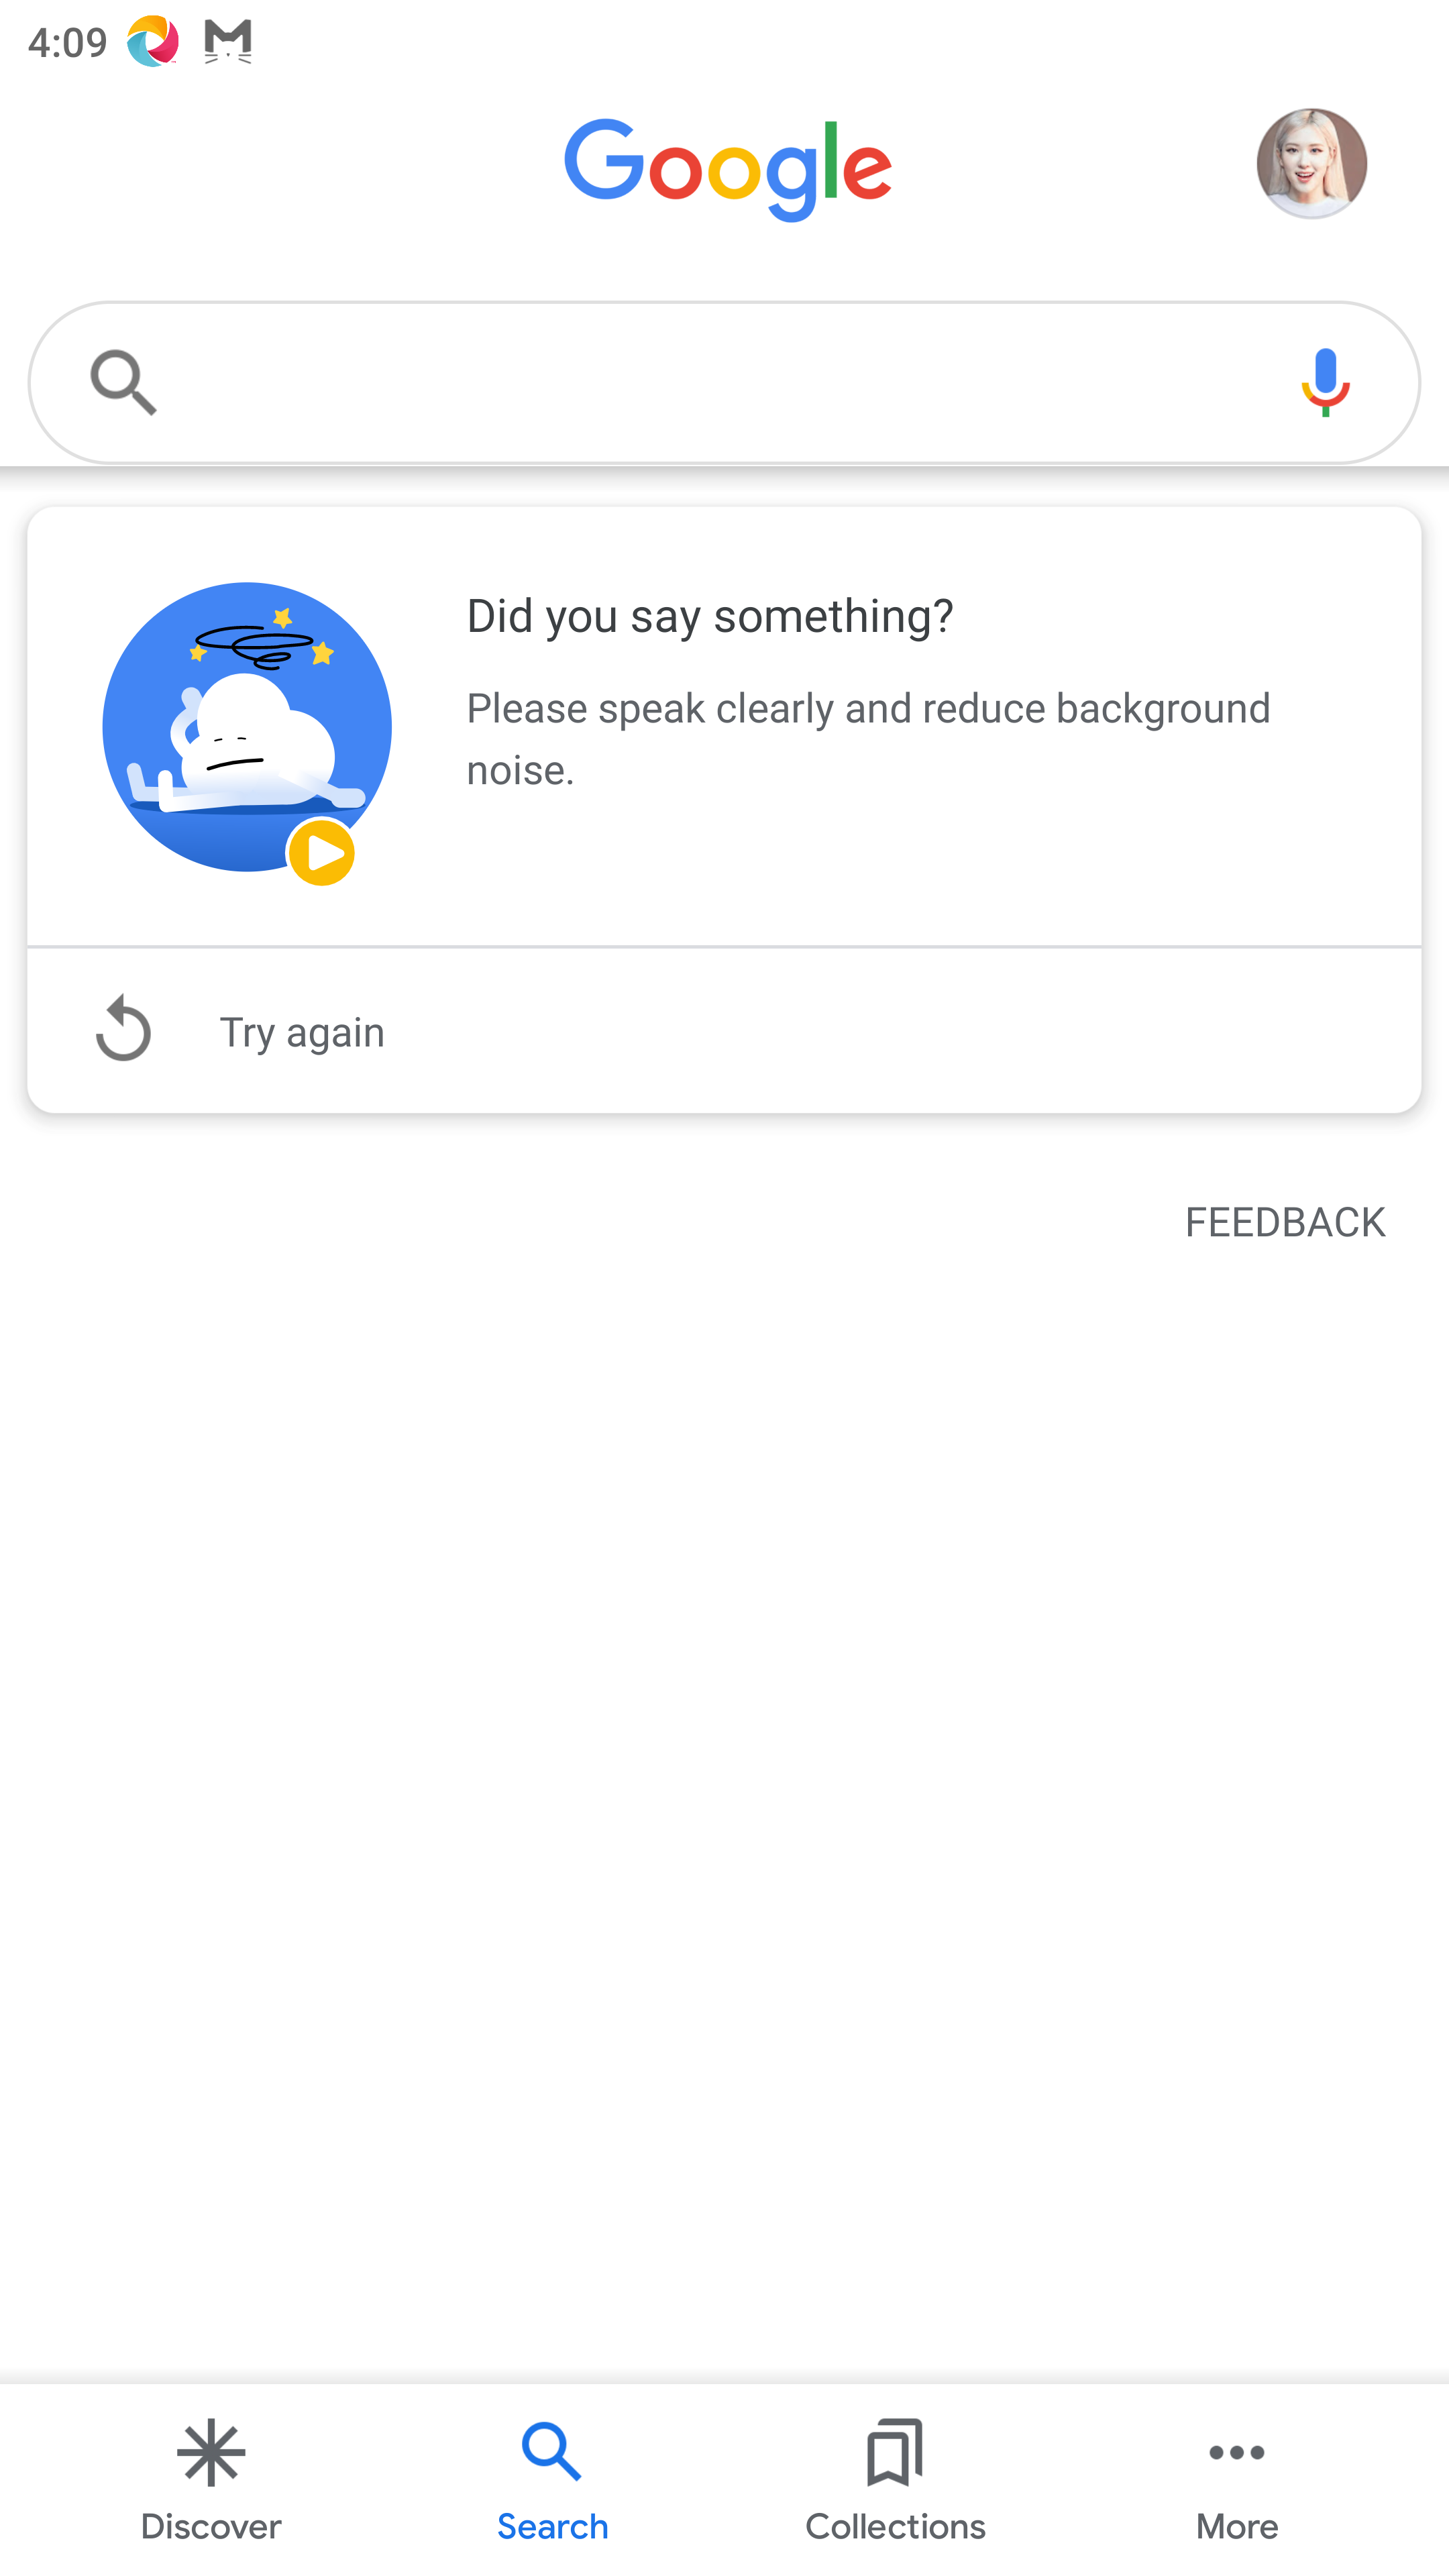 4:09
Google
Did you say something?
Please speak clearly and reduce background
noise.
Try again
FEEDBACK
Discover
Search
Collections
More